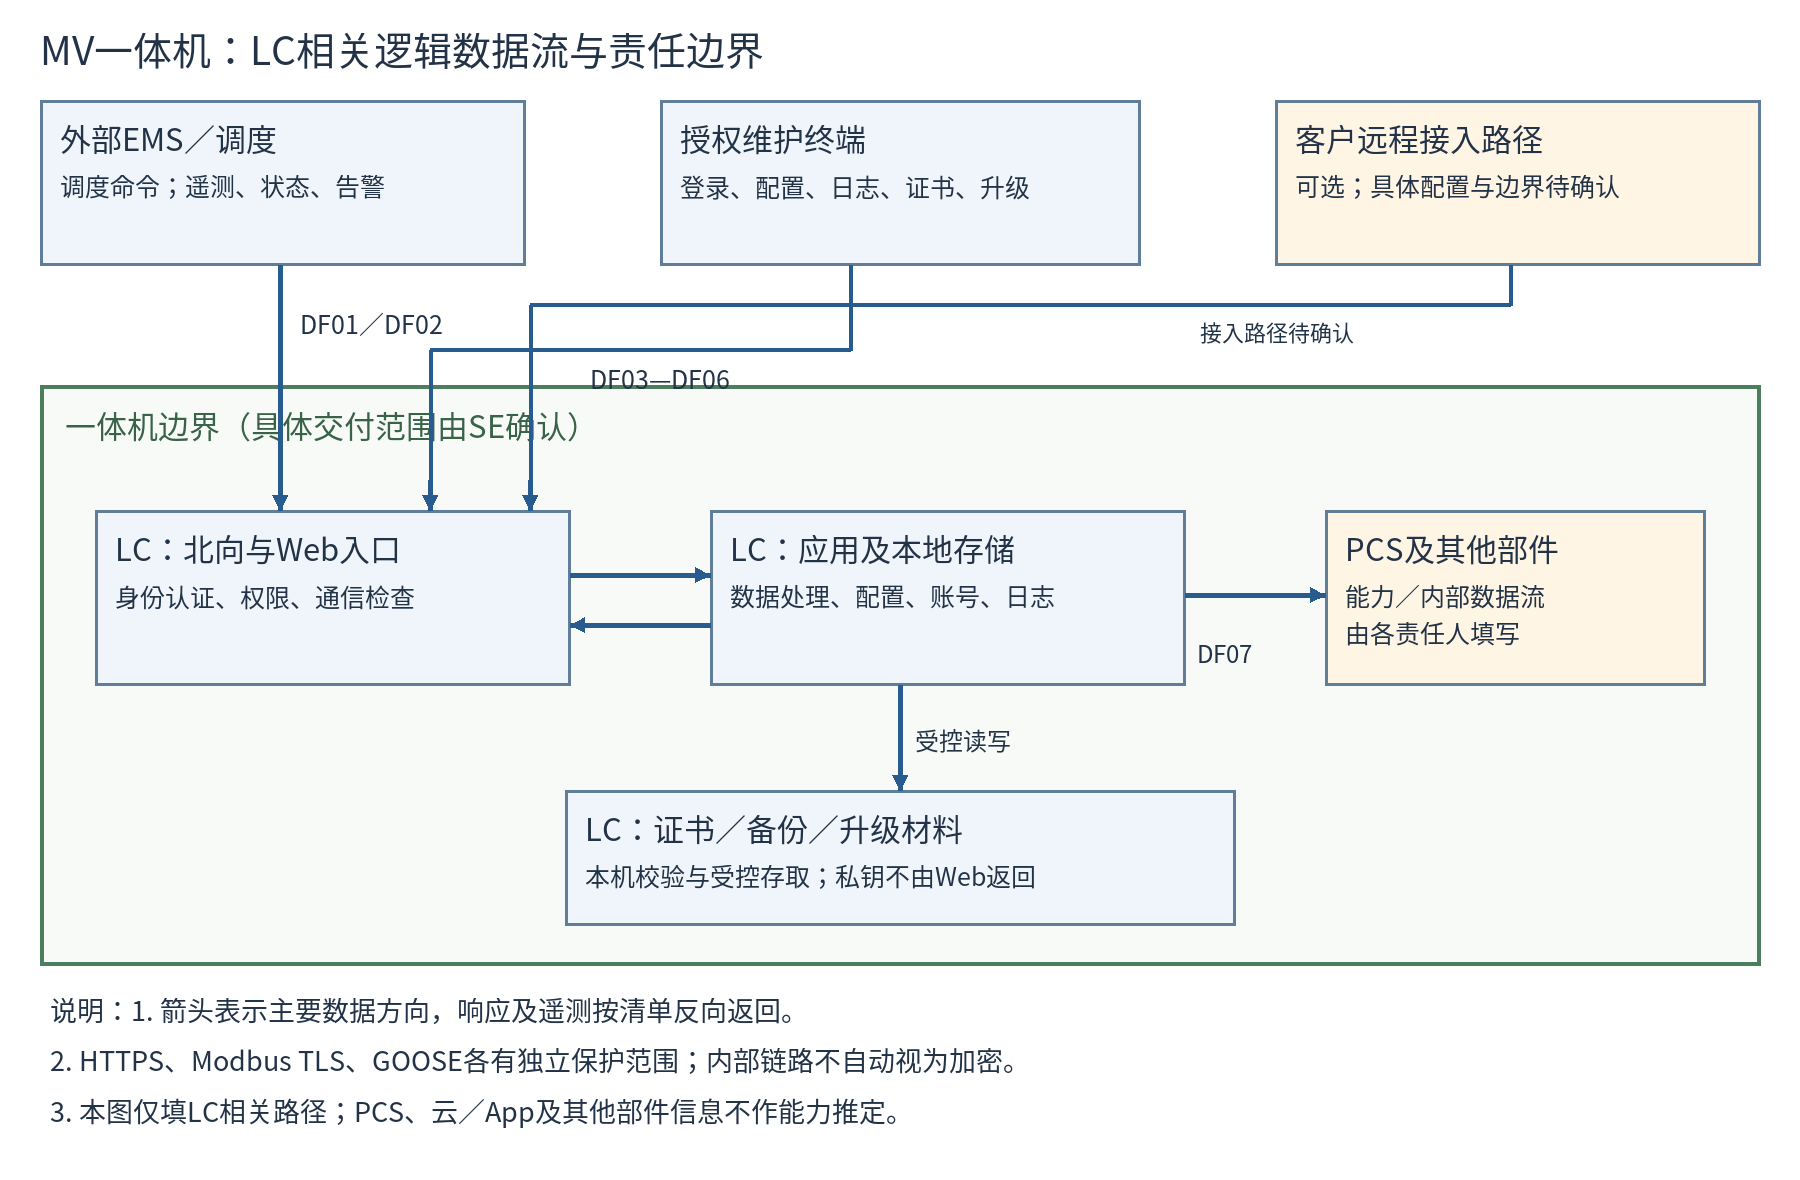 MV一体机：LC相关逻辑数据流与责任边界
外部EMS／调度
调度命令；遥测、状态、告警
授权维护终端
登录、配置、日志、证书、升级
客户远程接入路径
可选；具体配置与边界待确认
DF01／DF02
接入路径待确认
DF03—DF06
一体机边界（具体交付范围由SE确认）
LC：北向与Web入口
身份认证、权限、通信检查
LC：应用及本地存储
数据处理、配置、账号、日志
PCS及其他部件
能力／内部数据流
由各责任人填写
DF07
受控读写
LC：证书／备份／升级材料
本机校验与受控存取；私钥不由Web返回
说明：1. 箭头表示主要数据方向，响应及遥测按清单反向返回。
2. HTTPS、Modbus TLS、GOOSE各有独立保护范围；内部链路不自动视为加密。
3. 本图仅填LC相关路径；PCS、云／App及其他部件信息不作能力推定。